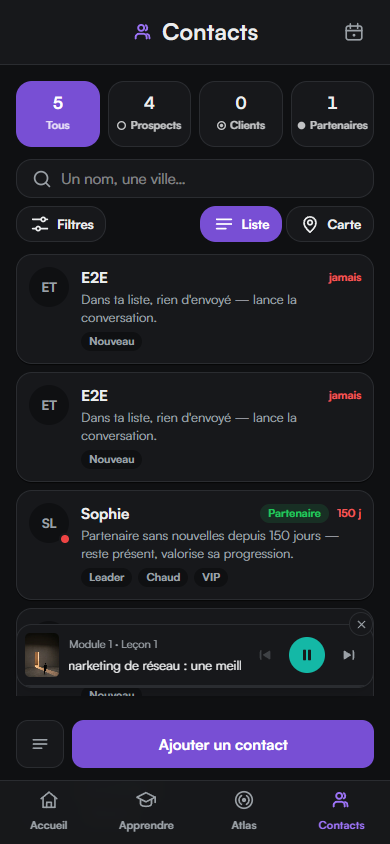 Contacts
5
Tous
4
Prospects
0
Clients
1
Partenaires
Un nom, une ville...
Filtres
Liste
Carte
ET
E2E
jamais
Dans ta liste, rien d'envoyé — lance la
conversation.
Nouveau
ET
E2E
jamais
Dans ta liste, rien d'envoyé — lance la
conversation.
Nouveau
SL
Sophie
Partenaire
150 j
Partenaire sans nouvelles depuis 150 jours —
reste présent, valorise sa progression.
Leader
Chaud
VIP
Module 1 · Leçon 1
narketing de réseau : une meill
Nouveau
Ajouter un contact
Accueil
Apprendre
Atlas
Contacts